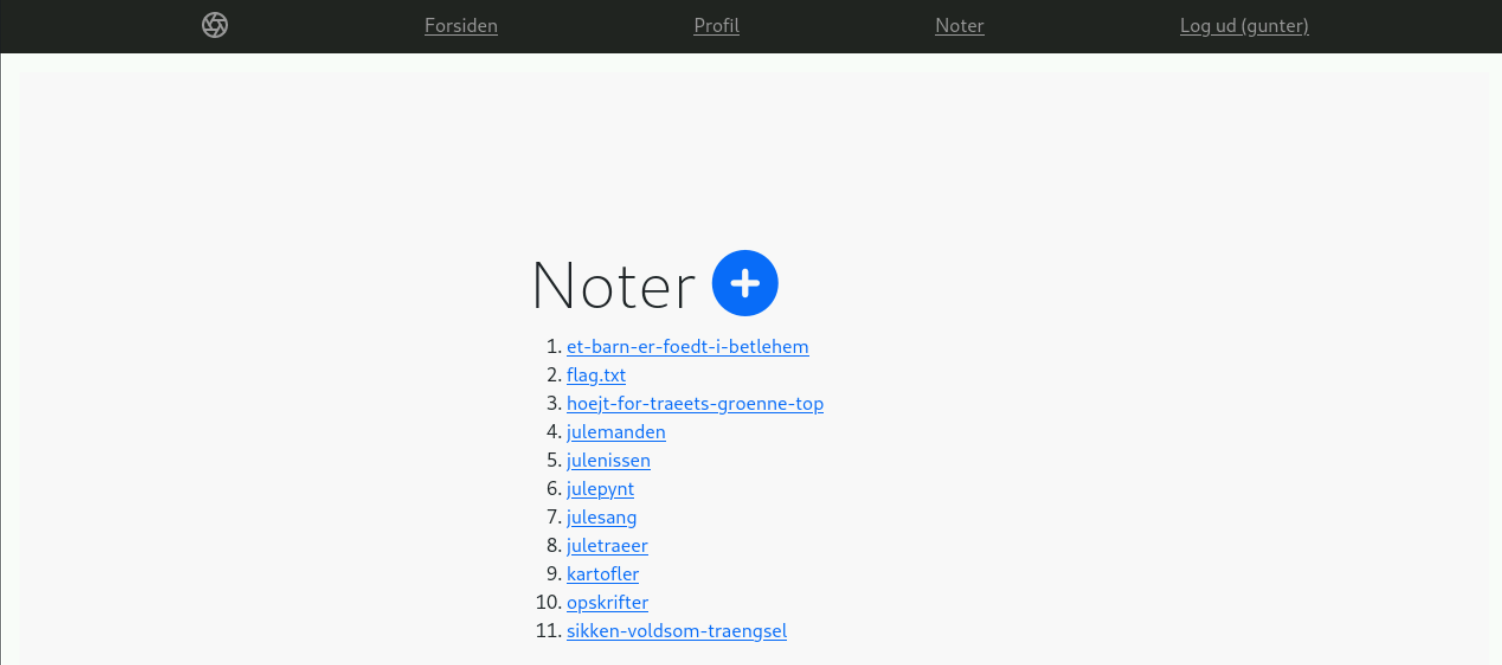 Forsiden Profil Noter Log ud (gunter)
Noter
1. et-barn-er-foedt-i-betlehem
2. flag.txt
3. hoejt-for-traeets-groenne-top
4. julemanden
5. julenissen
6. julepynt
7. julesang
8. juletraeer
9. kartofler
10. opskrifter
11. sikken-voldsom-traengsel